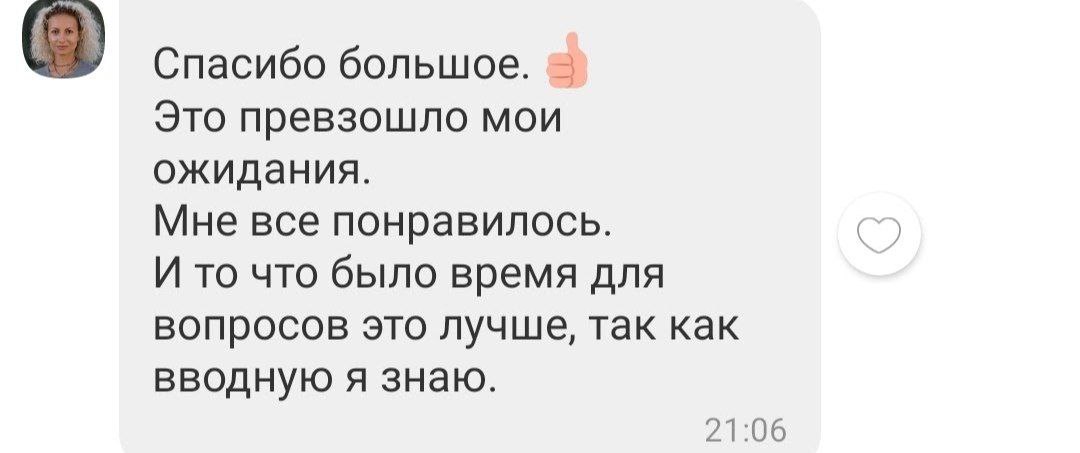 Спасибо большое. 👍
Это превзошло мои
ожидания.
Мне все понравилось.
И то что было время для
вопросов это лучше, так как
вводную я знаю.
21:06